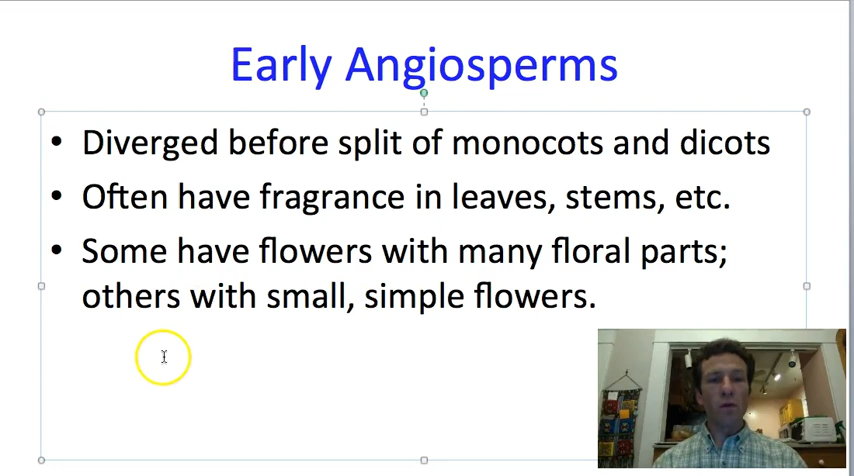 Early Angiosperms
• Diverged before split of monocots and dicots
• Often have fragrance in leaves, stems, etc.
• Some have flowers with many floral parts;
others with small, simple flowers.